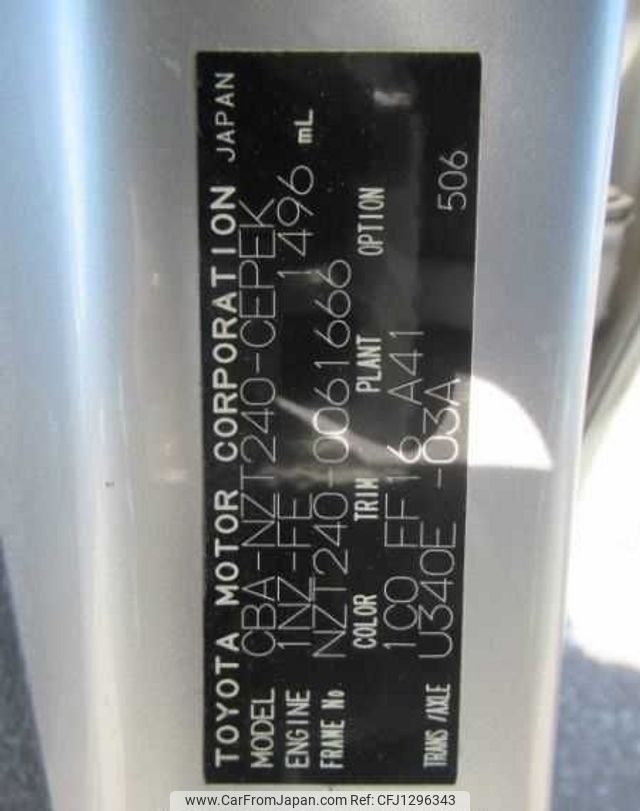 TOYOTA MOTOR CORPORATION JAPAN
MODEL CBA-NZT240-CEPEK
ENGINE 1NZ-FE 1496 mL
FRAME No NZT240-0061666
COLOR TRIM PLANT OPTION
1C0 FF16 A41
TRANS/AXLE U340E -03A 506
www.CarFromJapan.com Ref: CFJ1296343